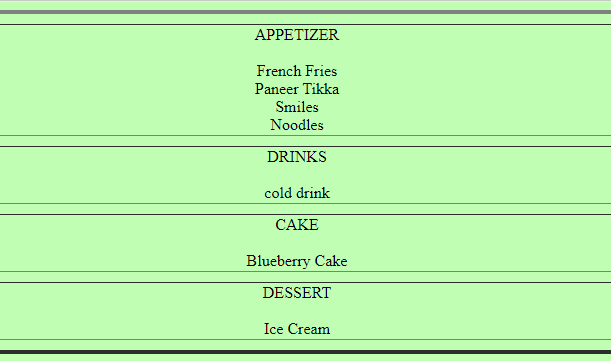 APPETIZER
French Fries
Paneer Tikka
Smiles
Noodles
DRINKS
cold drink
CAKE
Blueberry Cake
DESSERT
Ice Cream